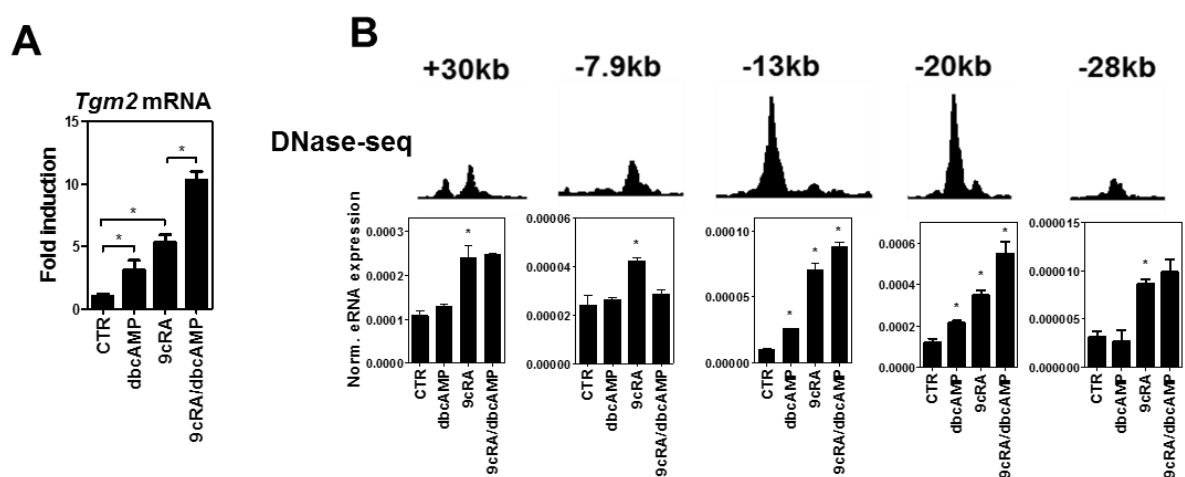 A
Tgm2 mRNA
Fold induction
15
10
5
0
*
*
*
CTR
dbcAMP
9cRA
9cRA/dbcAMP
B
+30kb
-7.9kb
-13kb
-20kb
-28kb
DNase-seq
Norm. eRNA expression
0.0003
0.0002
0.0001
0.0000
*
CTR
dbcAMP
9cRA
9cRA/dbcAMP
0.00006
0.00004
0.00002
0.00000
*
CTR
dbcAMP
9cRA
9cRA/dbcAMP
0.00010
0.00005
0.00000
*
*
*
CTR
dbcAMP
9cRA
9cRA/dbcAMP
0.0006
0.0004
0.0002
0.0000
*
*
*
CTR
dbcAMP
9cRA
9cRA/dbcAMP
0.000015
0.000010
0.000005
0.000000
*
CTR
dbcAMP
9cRA
9cRA/dbcAMP